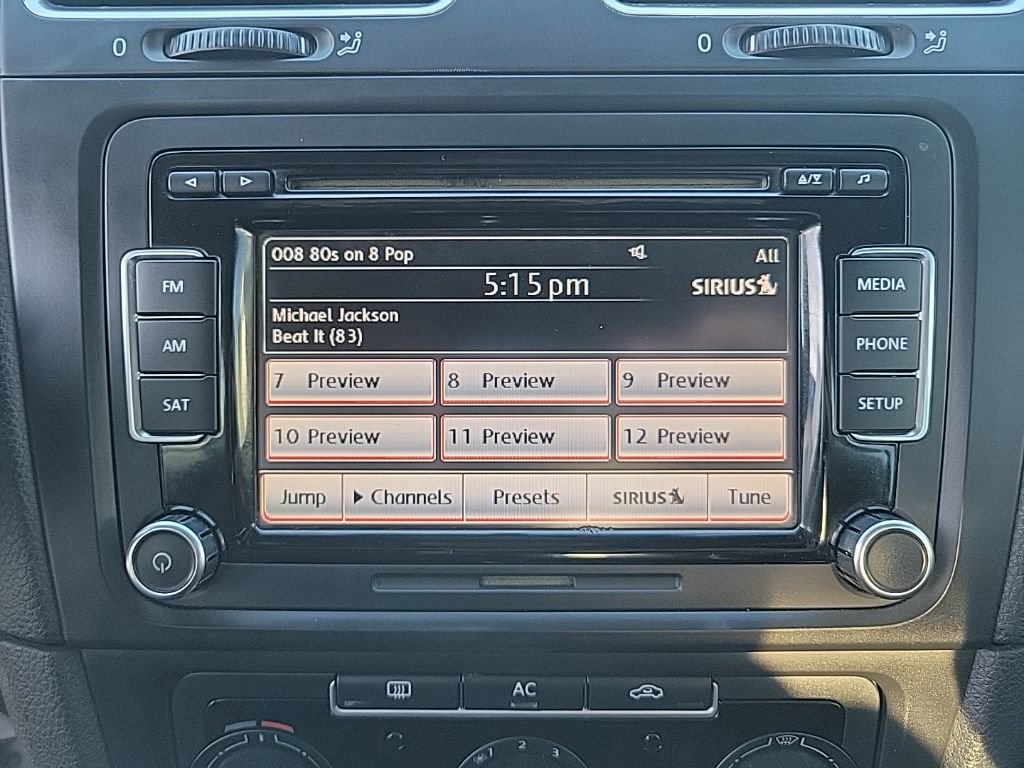 0 0
008 80s on 8 Pop All
5:15pm SIRIUS
Michael Jackson
Beat It (83)
7 Preview 8 Preview 9 Preview
10 Preview 11 Preview 12 Preview
Jump Channels Presets SIRIUS Tune
FM
AM
SAT
MEDIA
PHONE
SETUP
AC
1 2 3